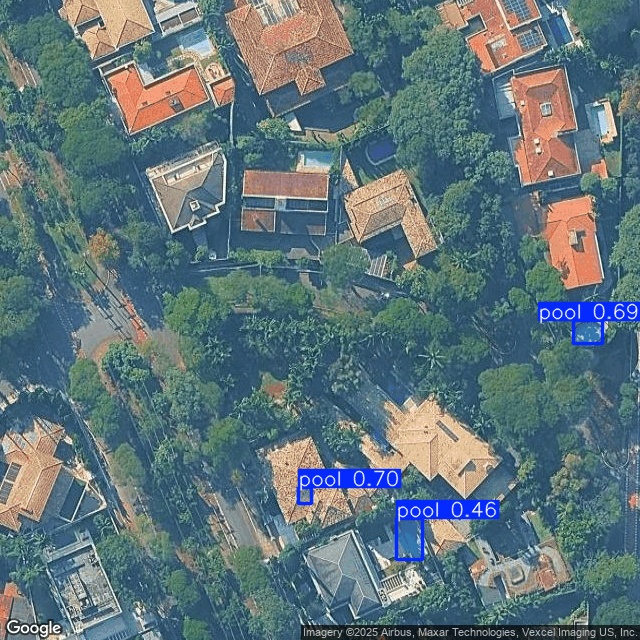 pool 0.69
pool 0.70
pool 0.46
Google
Imagery ©2025 Airbus, Maxar Technologies, Vexcel Imaging US, Inc.